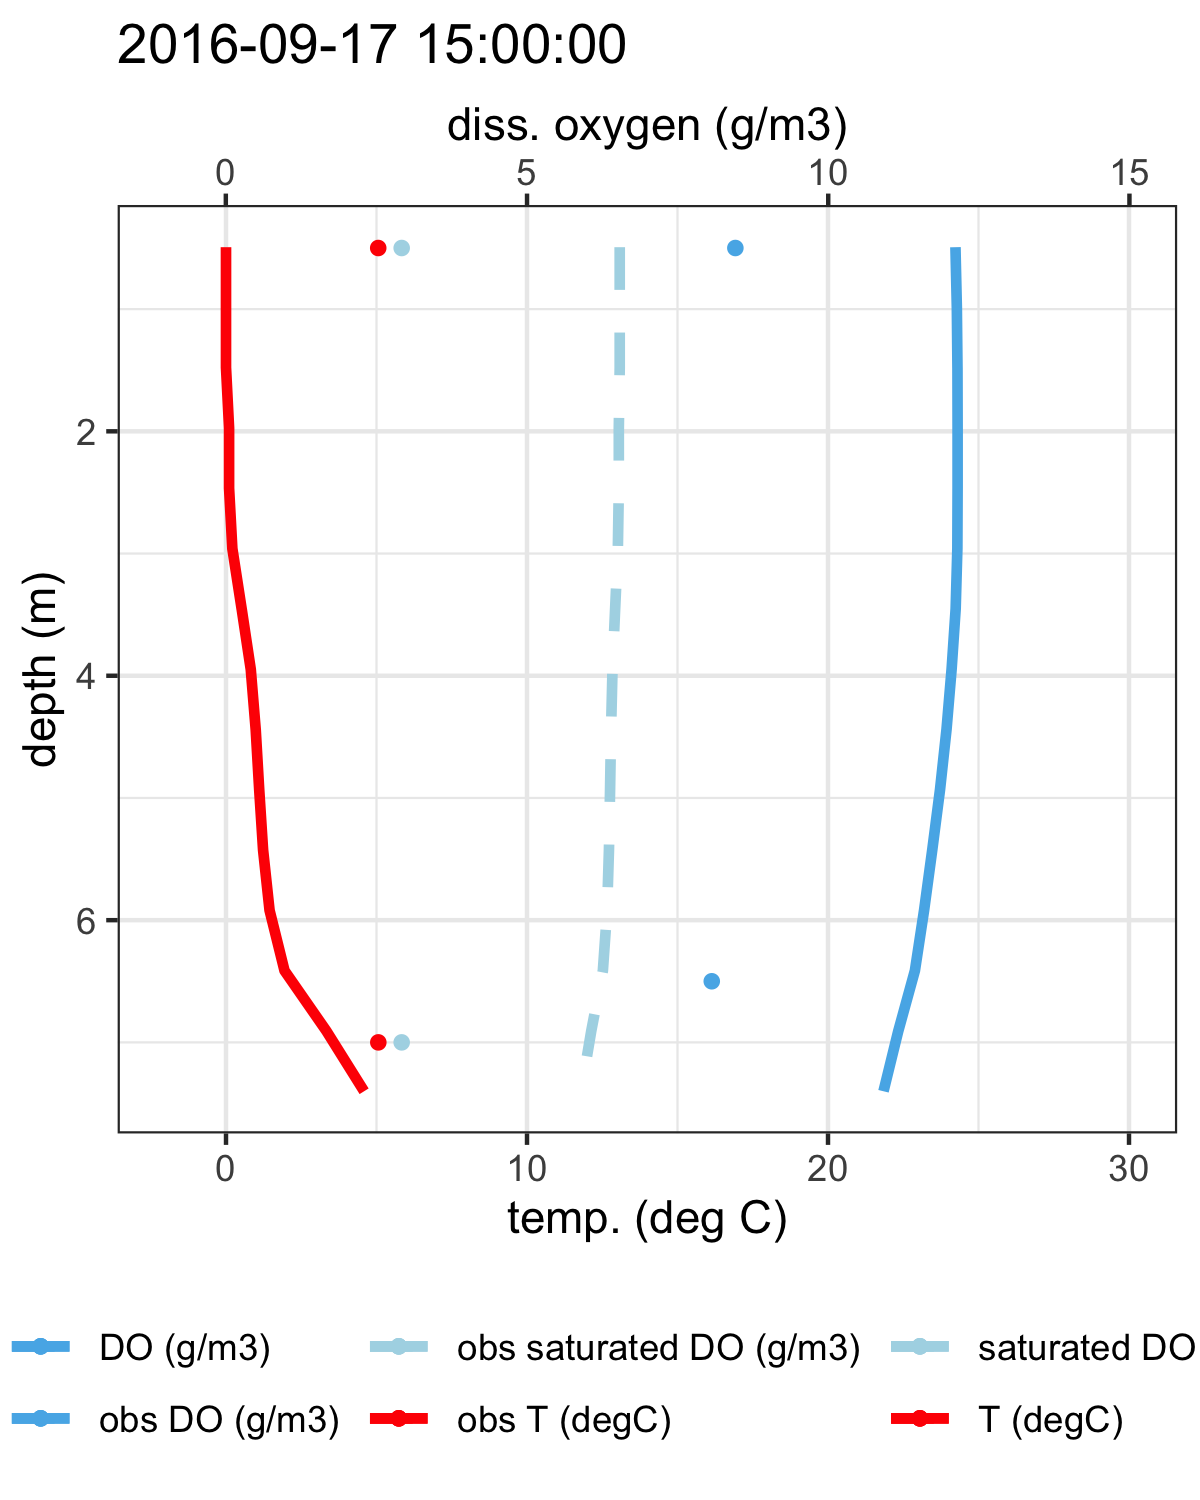 2016-09-17 15:00:00
diss. oxygen (g/m3)
0 5 10 15
2
4
6
depth (m)
0 10 20 30
temp. (deg C)
DO (g/m3) obs saturated DO (g/m3) saturated DO
obs DO (g/m3) obs T (degC) T (degC)